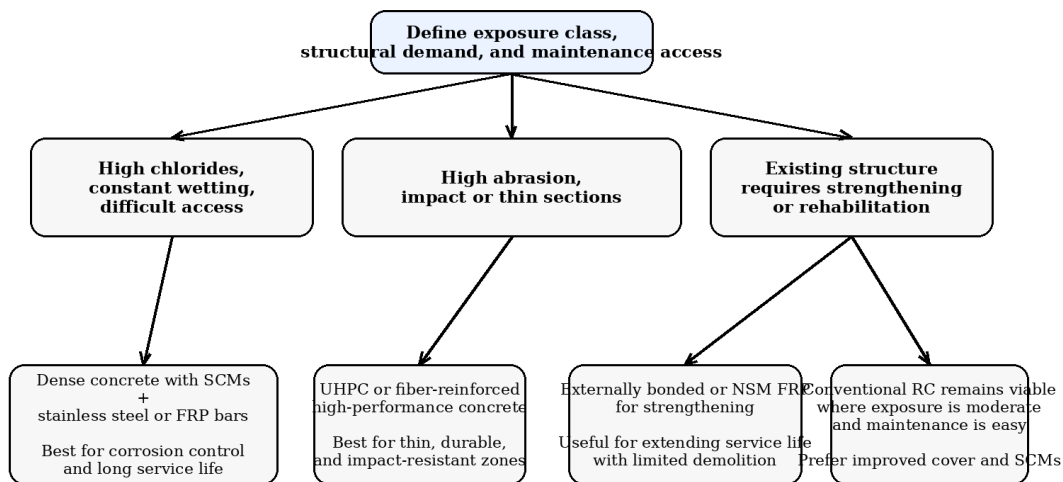 Define exposure class,
structural demand, and maintenance access
High chlorides,
constant wetting,
difficult access
High abrasion,
impact or thin sections
Existing structure
requires strengthening
or rehabilitation
Dense concrete with SCMs
+
stainless steel or FRP bars
Best for corrosion control
and long service life
UHPC or fiber-reinforced
high-performance concrete
Best for thin, durable,
and impact-resistant zones
Externally bonded or NSM FRP
for strengthening
Useful for extending service life
with limited demolition
Conventional RC remains viable
where exposure is moderate
and maintenance is easy
Prefer improved cover and SCMs